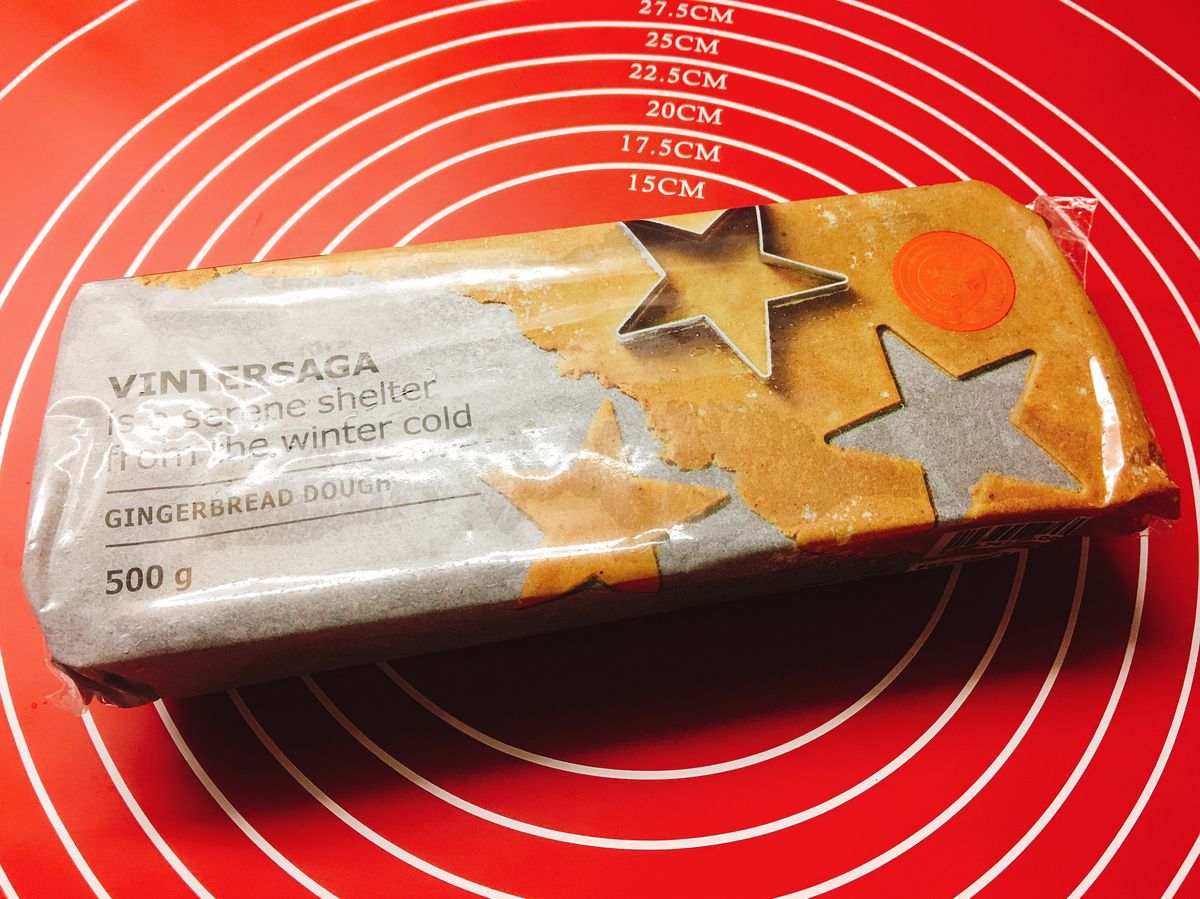 27.5CM
25CM
22.5CM
20CM
17.5CM
15CM
VINTERSAGA
is a serene shelter
from the winter cold
GINGERBREAD DOUGH
500 g